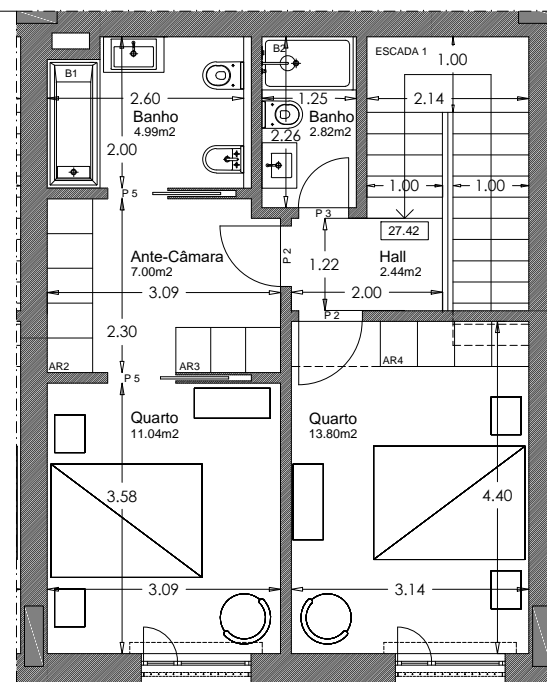 ESCADA 1
1.00
B1
B2
2.60
1.25
2.14
Banho
4.99m2
Banho
2.82m2
2.00
2.26
1.00
1.00
P 5
P 3
27.42
Ante-Câmara
7.00m2
P 2
1.22
Hall
2.44m2
3.09
2.00
2.30
P 2
AR2
AR3
AR4
P 5
Quarto
11.04m2
Quarto
13.80m2
3.58
4.40
3.09
3.14